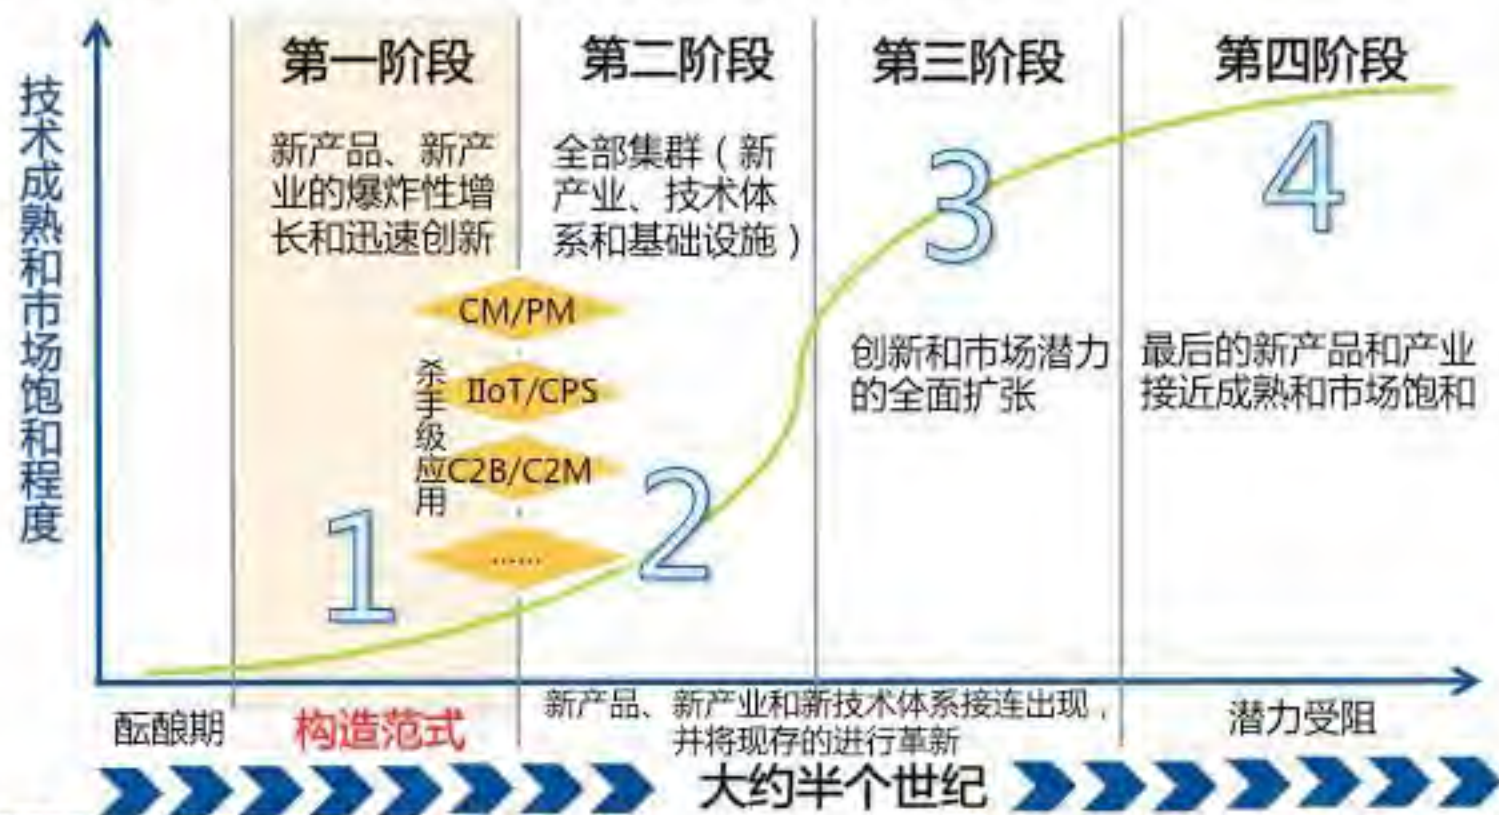 技术成熟和市场饱和程度
第一阶段
新产品、新产
业的爆炸性增
长和迅速创新
第二阶段
全部集群（新
产业、技术体
系和基础设施）
第三阶段
创新和市场潜力
的全面扩张
第四阶段
最后的新产品和产业
接近成熟和市场饱和
杀手级应用
CM/PM
IIoT/CPS
C2B/C2M
......
1
2
3
4
酝酿期
构造范式
新产品、新产业和新技术体系接连出现，
并将现存的进行革新
潜力受阻
大约半个世纪